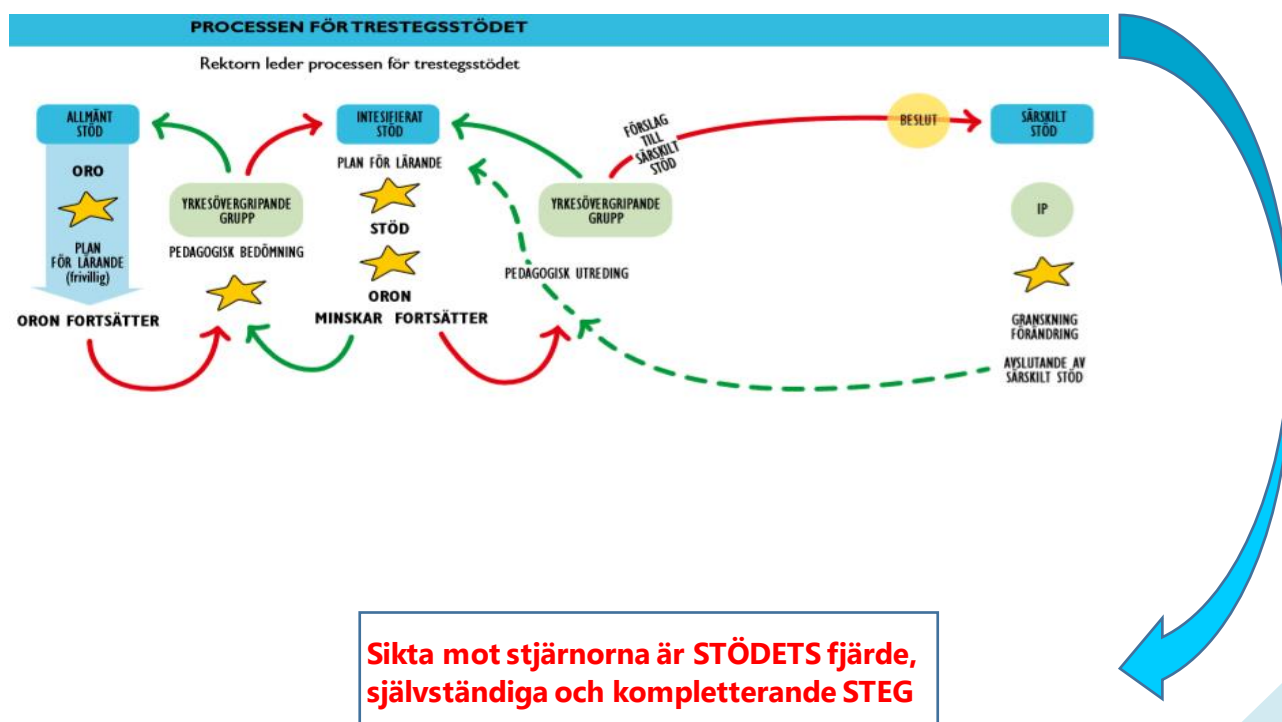 PROCESSEN FÖR TRESTEGSSTÖDET
Rektorn leder processen för trestegsstödet
ALLMÄNT
STÖD
ORO
PLAN
FÖR LÄRANDE
(frivillig)
ORON FORTSÄTTER
YRKESÖVERGRIPANDE
GRUPP
PEDAGOGISK BEDÖMNING
INTESIFIERAT
STÖD
PLAN FÖR LÄRANDE
STÖD
ORON
MINSKAR FORTSÄTTER
YRKESÖVERGRIPANDE
GRUPP
PEDAGOGISK UTREDING
FÖRSLAG
TILL
SÄRSKILT
STÖD
BESLUT
SÄRSKILT
STÖD
IP
GRANSKNING
FÖRÄNDRING
AVSLUTANDE AV
SÄRSKILT STÖD
Sikta mot stjärnorna är STÖDETS fjärde,
självständiga och kompletterande STEG